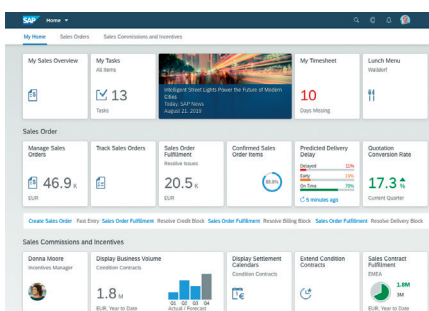 SAP Home
My Home Sales Orders Sales Commissions and Incentives
My Sales Overview
My Tasks
All Items
13
Tasks
Intelligent Street Lights Power the Future of Modern
Cities
Today, SAP News
August 21, 2019
My Timesheet
10
Days Missing
Lunch Menu
Walldorf
Sales Order
Manage Sales
Orders
46.9 K
EUR
Track Sales Orders
Sales Order
Fulfillment
Resolve Issues
20.5 K
EUR
Confirmed Sales
Order Items
Predicted Delivery
Delay
Delayed 11%
Early
On Time 70%
5 minutes ago
Quotation
Conversion Rate
17.3 %
Current Quarter
Create Sales Order Fast Entry Sales Order Fulfillment Resolve Credit Block Sales Order Fulfillment Resolve Billing Block Sales Order Fulfillment Resolve Delivery Block
Sales Commissions and Incentives
Donna Moore
Incentives Manager
Display Business Volume
Condition Contracts
1.8 M
EUR, Year to Date
Q1 Q2 Q3 Q4
Actual / Forecast
Display Settlement
Calendars
Condition Contracts
Extend Condition
Contracts
Sales Contract
Fulfillment
EMEA
1.8M
3M
EUR, Year to Date